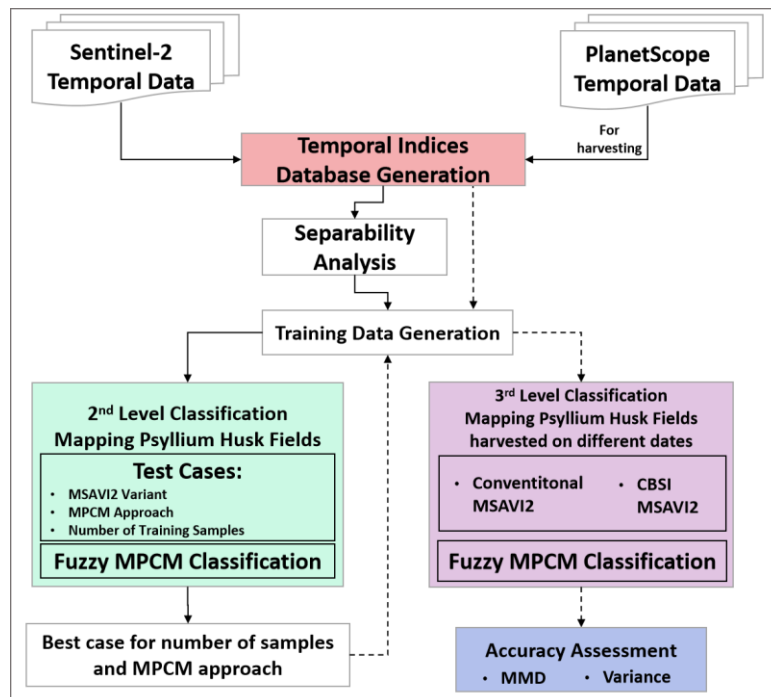 Sentinel-2
Temporal Data
PlanetScope
Temporal Data
For
harvesting
Temporal Indices
Database Generation
Separability
Analysis
Training Data Generation
2nd Level Classification
Mapping Psyllium Husk Fields
Test Cases:
• MSAVI2 Variant
• MPCM Approach
• Number of Training Samples
Fuzzy MPCM Classification
Best case for number of samples
and MPCM approach
3rd Level Classification
Mapping Psyllium Husk Fields
harvested on different dates
• Conventitonal
MSAVI2
• CBSI
MSAVI2
Fuzzy MPCM Classification
Accuracy Assessment
• MMD
• Variance